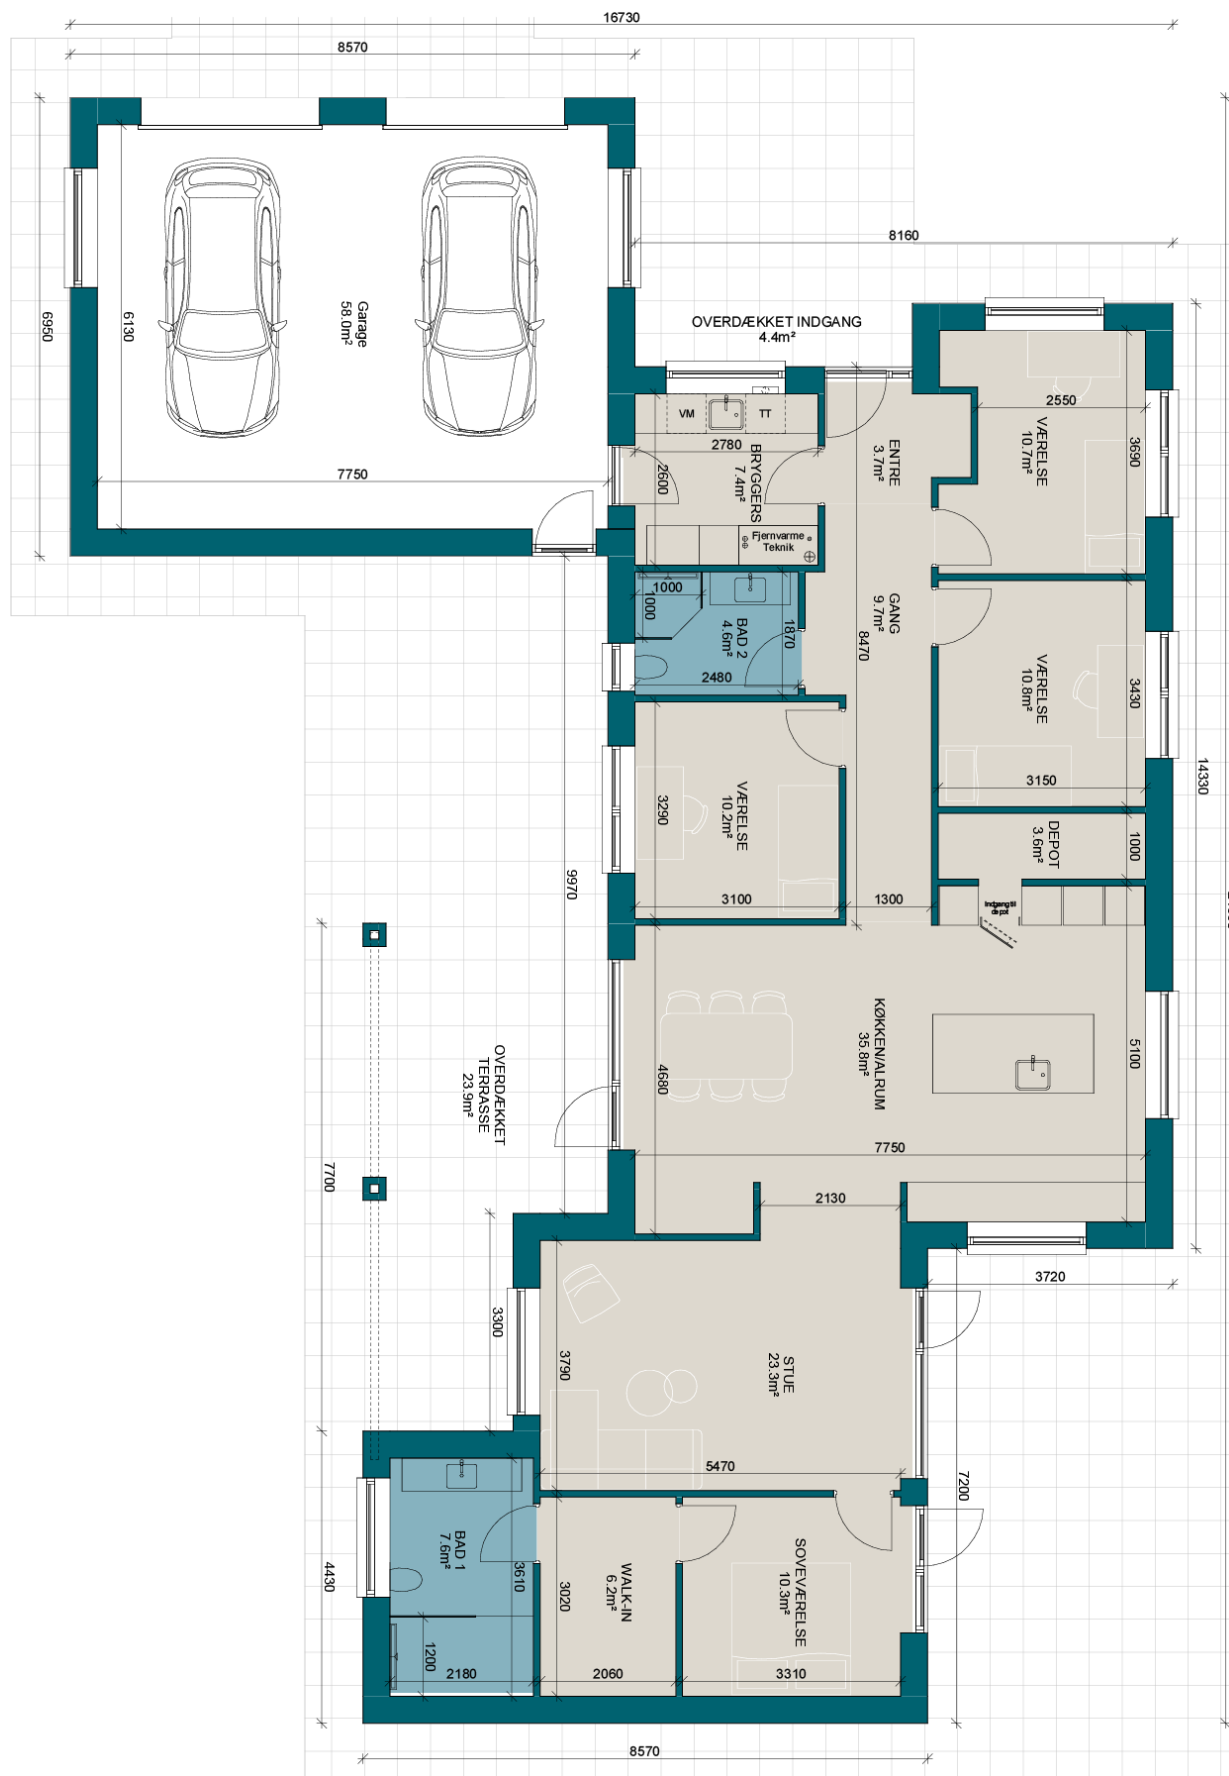 16730
8570
8160
6950
6130
Garage
58.0m²
7750
OVERDÆKKET INDGANG
4.4m²
VM
TT
2780
2600
BRYGGERS
7.4m²
Fjernvarme
Teknik
ENTRE
3.7m²
2550
VÆRELSE
10.7m²
3690
1000
1000
BAD 2
4.6m²
1870
2480
GANG
9.7m²
8470
VÆRELSE
10.8m²
3430
3150
14330
VÆRELSE
10.2m²
3290
3100
1300
DEPOT
3.6m²
1000
Indgang til
depot
9970
KØKKEN/ALRUM
35.8m²
5100
4680
7750
OVERDÆKKET
TERRASSE
23.9m²
7700
2130
3720
3300
3790
STUE
23.3m²
5470
7200
BAD 1
7.6m²
3610
1200
2180
4430
WALK-IN
6.2m²
3020
2060
SOVEVÆRELSE
10.3m²
3310
8570